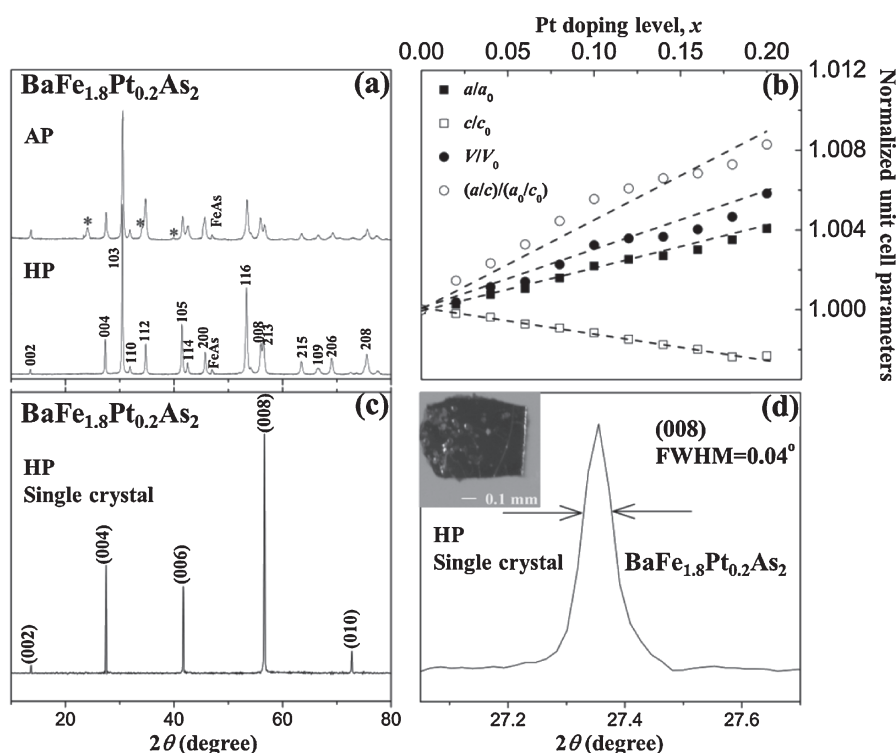 Pt doping level, x
0.00 0.05 0.10 0.15 0.20
BaFe1.8Pt0.2As2 (a)
AP
* * * FeAs
HP
002 004 103 110 112 105 114 200 FeAs 116 008 213 215 109 206 208
(b)
a/a0
c/c0
V/V0
(a/c)/(a0/c0)
1.012
1.008
1.004
1.000
Normalized unit cell parameters
BaFe1.8Pt0.2As2 (c)
HP
Single crystal
(002) (004) (006) (008) (010)
20 40 60 80
2θ (degree)
(d)
0.1 mm
(008)
FWHM=0.04°
HP
Single crystal
BaFe1.8Pt0.2As2
27.2 27.4 27.6
2θ (degree)